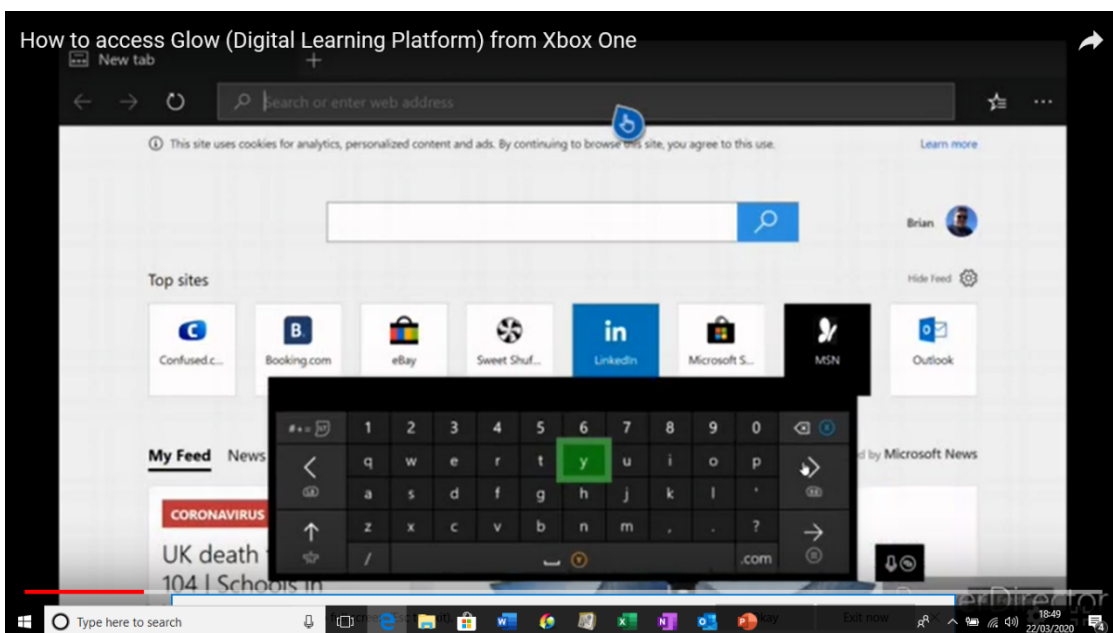 How to access Glow (Digital Learning Platform) from Xbox One
New tab
Search or enter web address
This site uses cookies for analytics, personalized content and ads. By continuing to browse this site, you agree to this use.
Learn more
Brian
Top sites
Hide Feed
Confused.c...
B.
Booking.com
eBay
Sweet Shuf...
in
LinkedIn
Microsoft S...
MSN
Outlook
1 2 3 4 5 6 7 8 9 0
My Feed News
d by Microsoft News
q w e r t y u i o p
a s d f g h j k l '
z x c v b n m , . ?
/ .com
CORONAVIRUS
UK death
104 | Schools in
erDirector
Type here to search
Exit now
18:49
22/03/2020
4